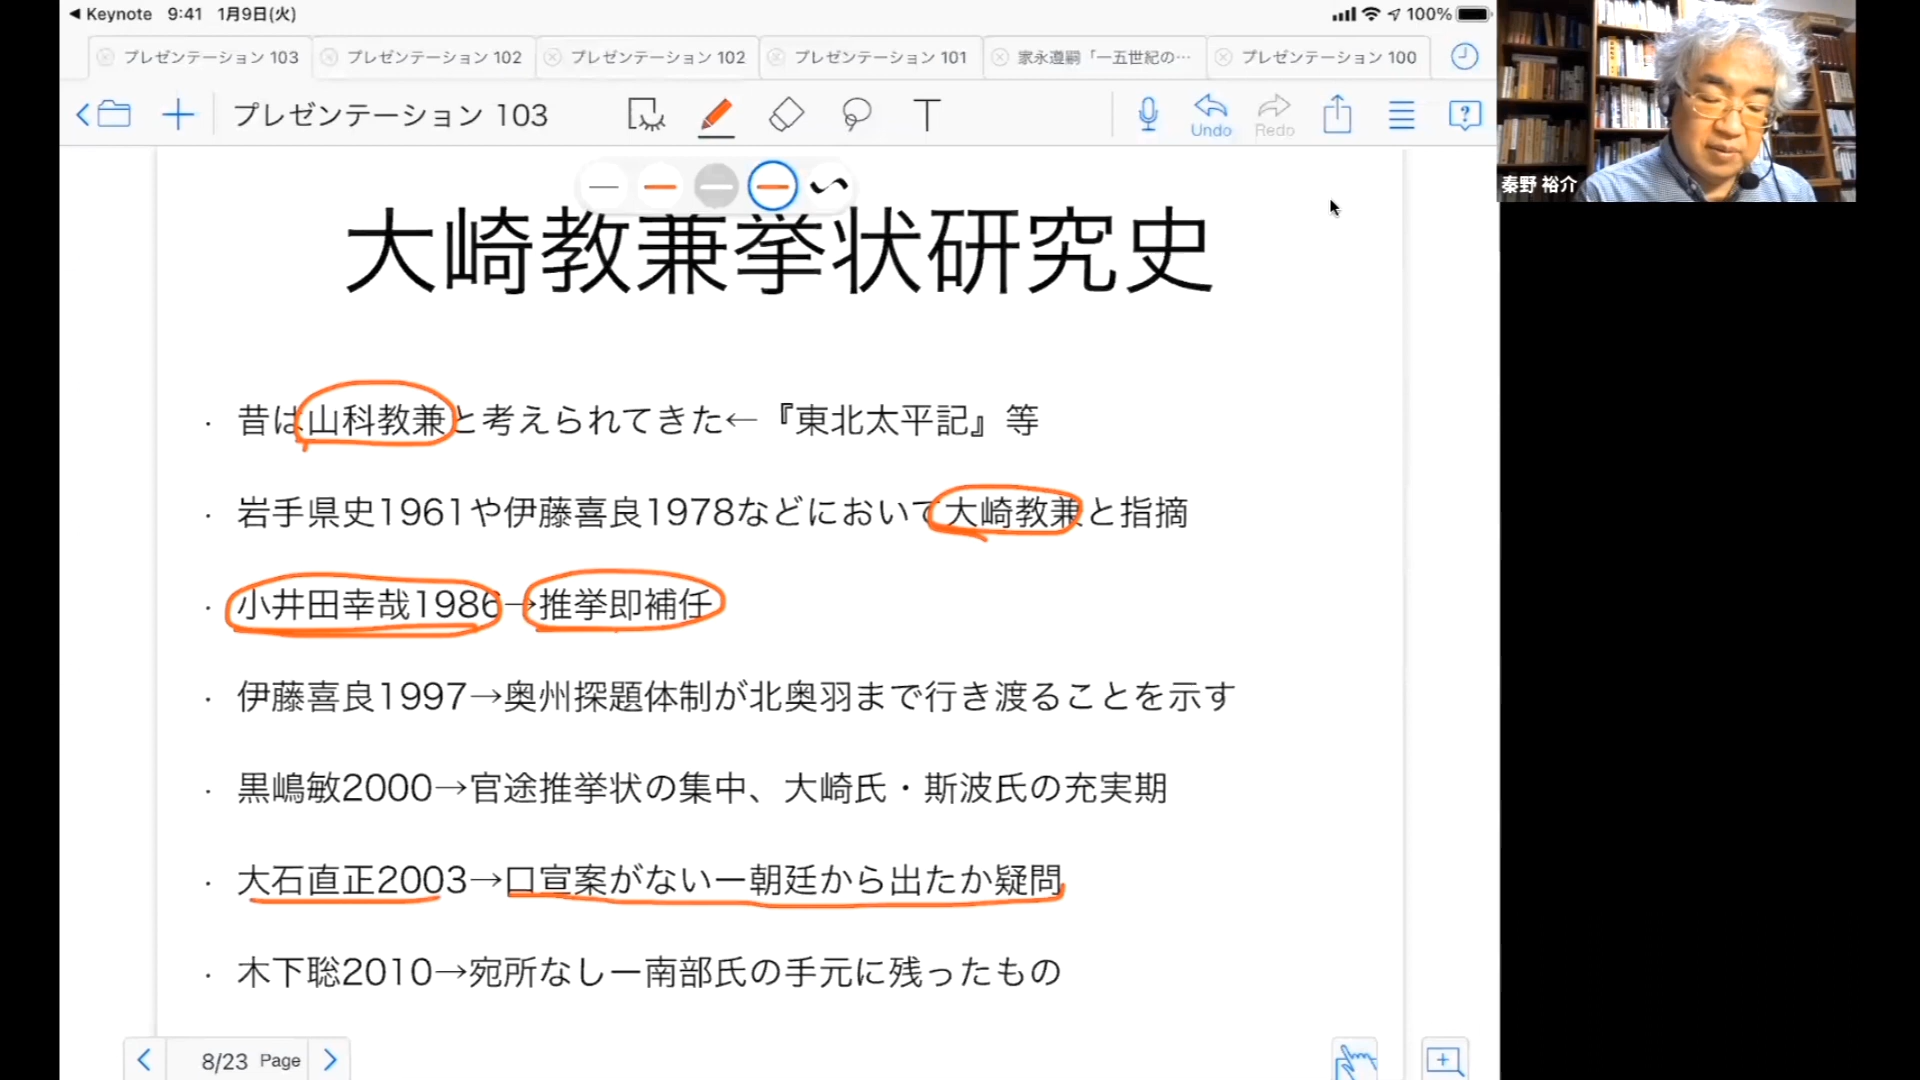 ◀ Keynote 9:41 1月9日(火) 100%
プレゼンテーション 103 プレゼンテーション 102 プレゼンテーション 102 プレゼンテーション 101 家永遵嗣「一五世紀の… プレゼンテーション 100
プレゼンテーション 103 T Undo Redo ?
秦野 裕介
大崎教兼挙状研究史
・ 昔は山科教兼と考えられてきた←『東北太平記』等
・ 岩手県史1961や伊藤喜良1978などにおいて大崎教兼と指摘
・ 小井田幸哉1986→推挙即補任
・ 伊藤喜良1997→奥州探題体制が北奥羽まで行き渡ることを示す
・ 黒嶋敏2000→官途推挙状の集中、大崎氏・斯波氏の充実期
・ 大石直正2003→口宣案がないー朝廷から出たか疑問
・ 木下聡2010→宛所なしー南部氏の手元に残ったもの
8/23 Page